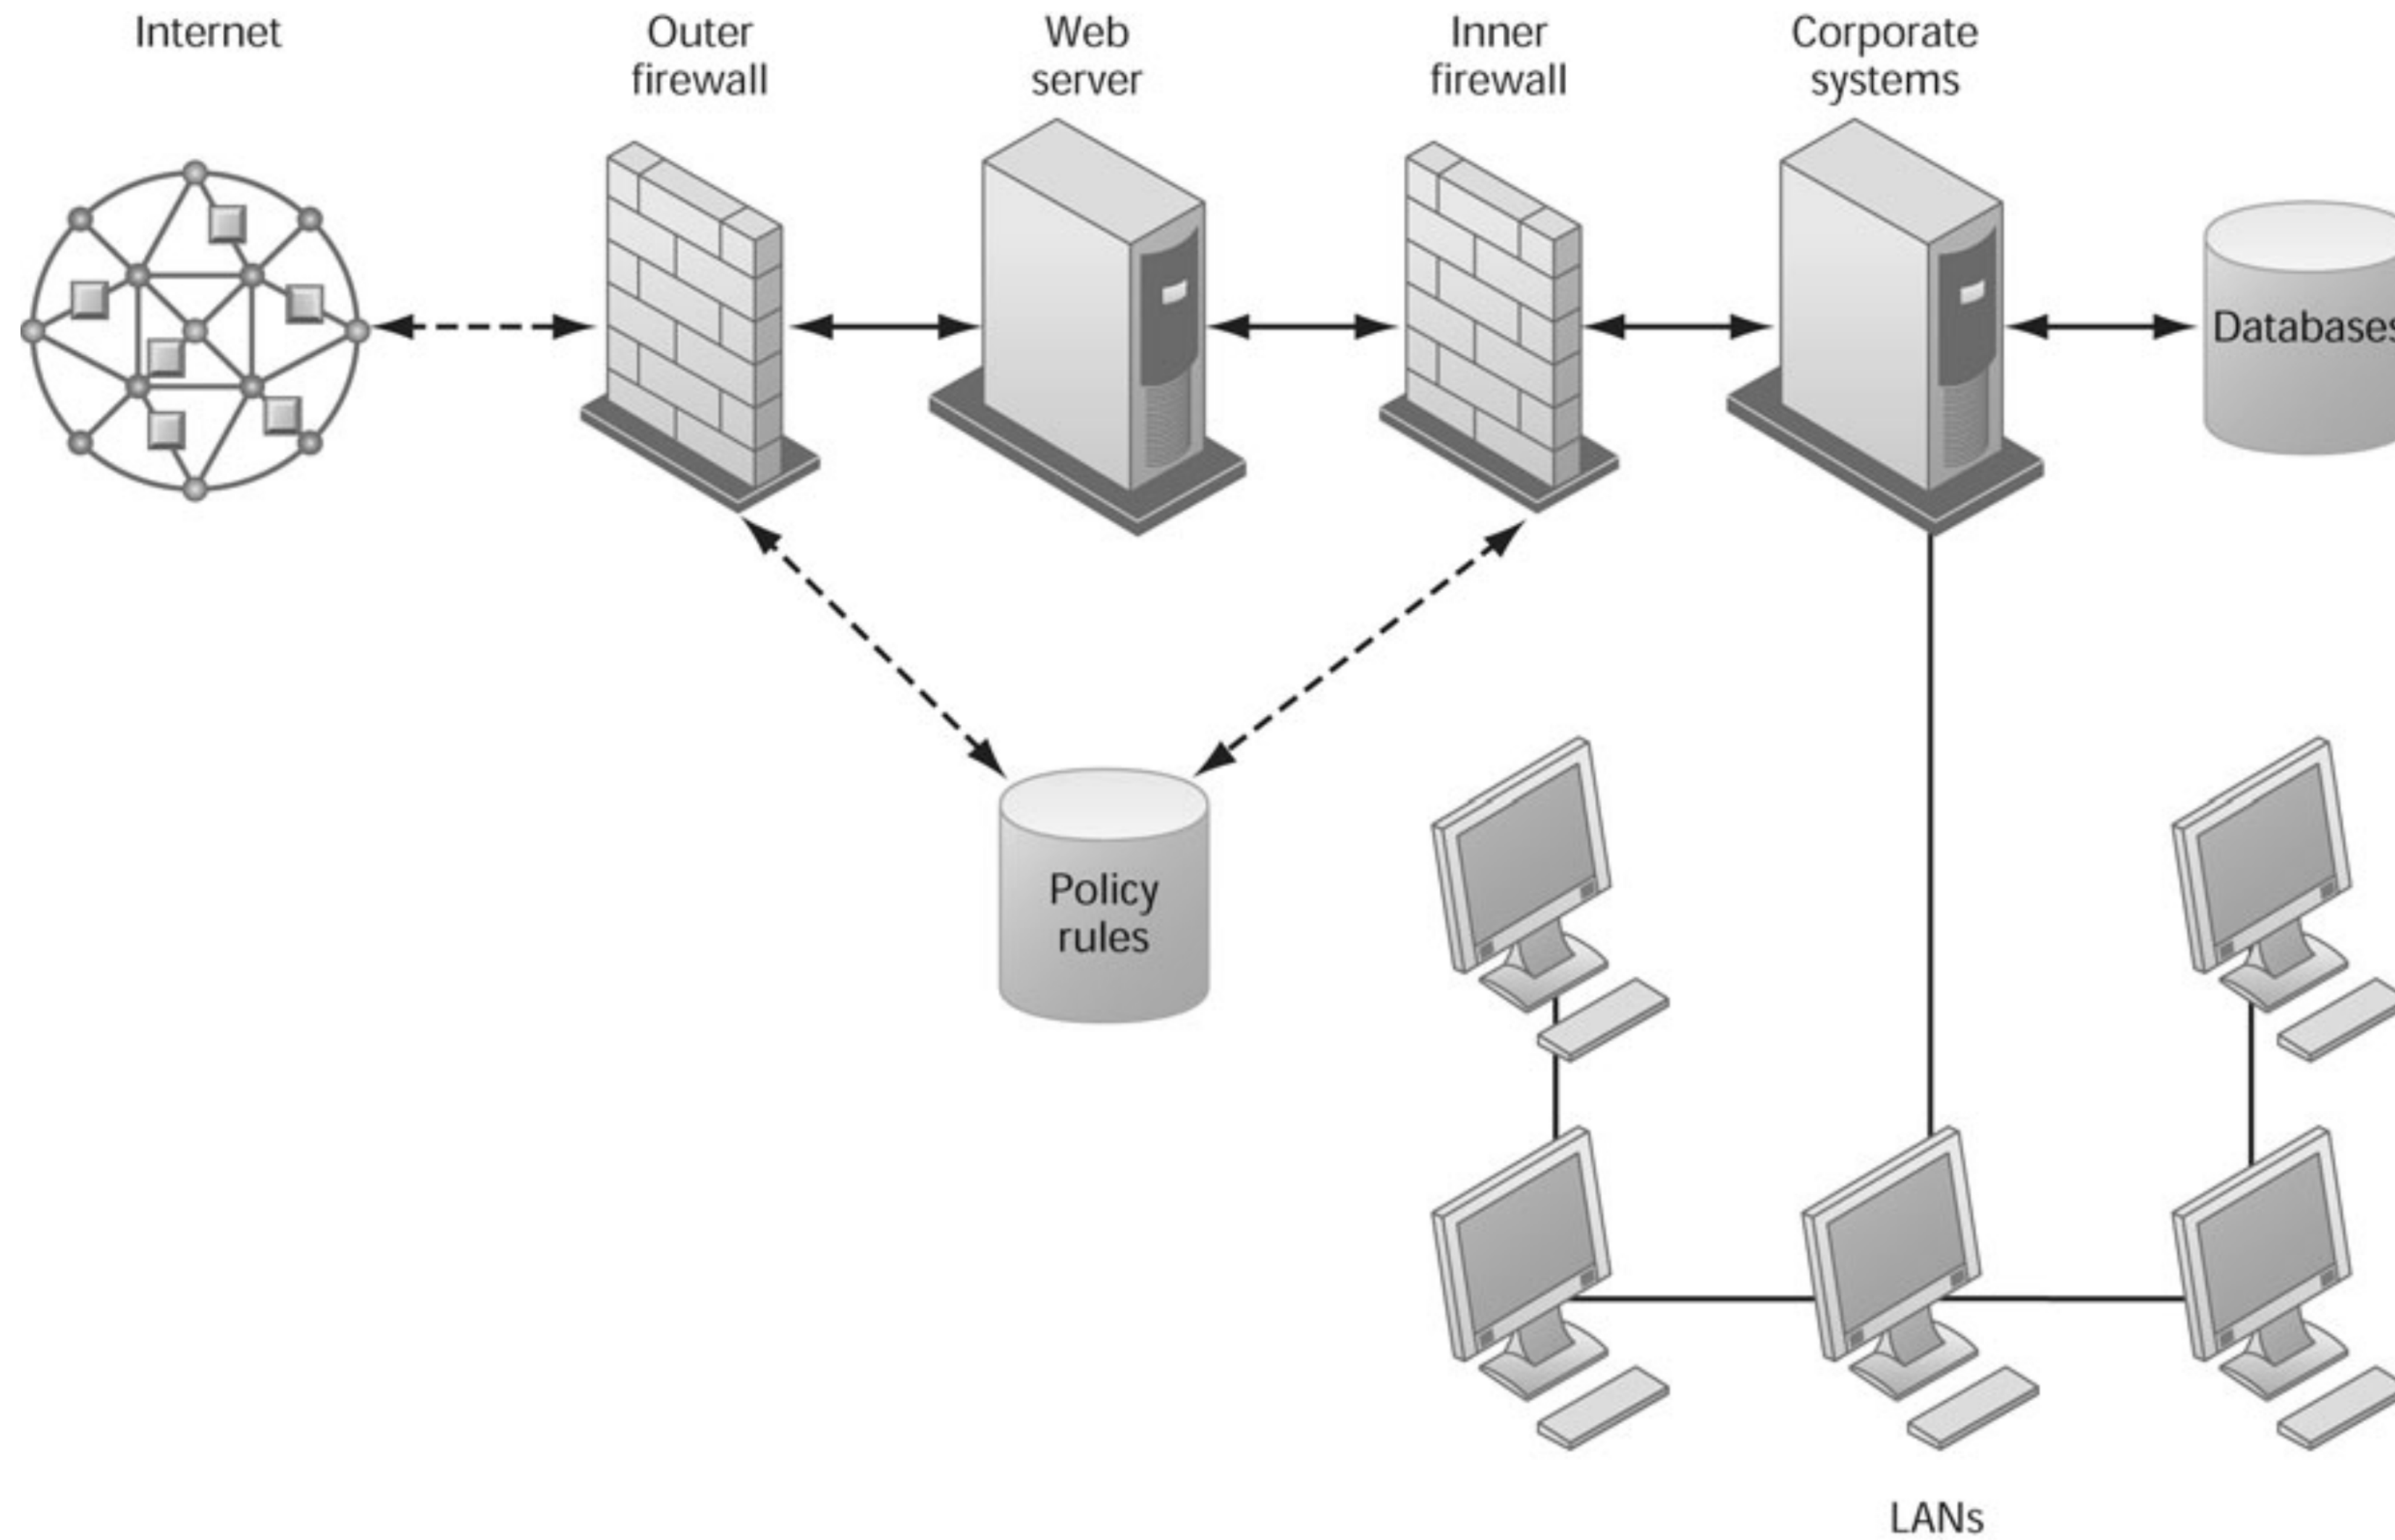 Internet
Outer
firewall
Web
server
Inner
firewall
Corporate
systems
Databases
Policy
rules
LANs